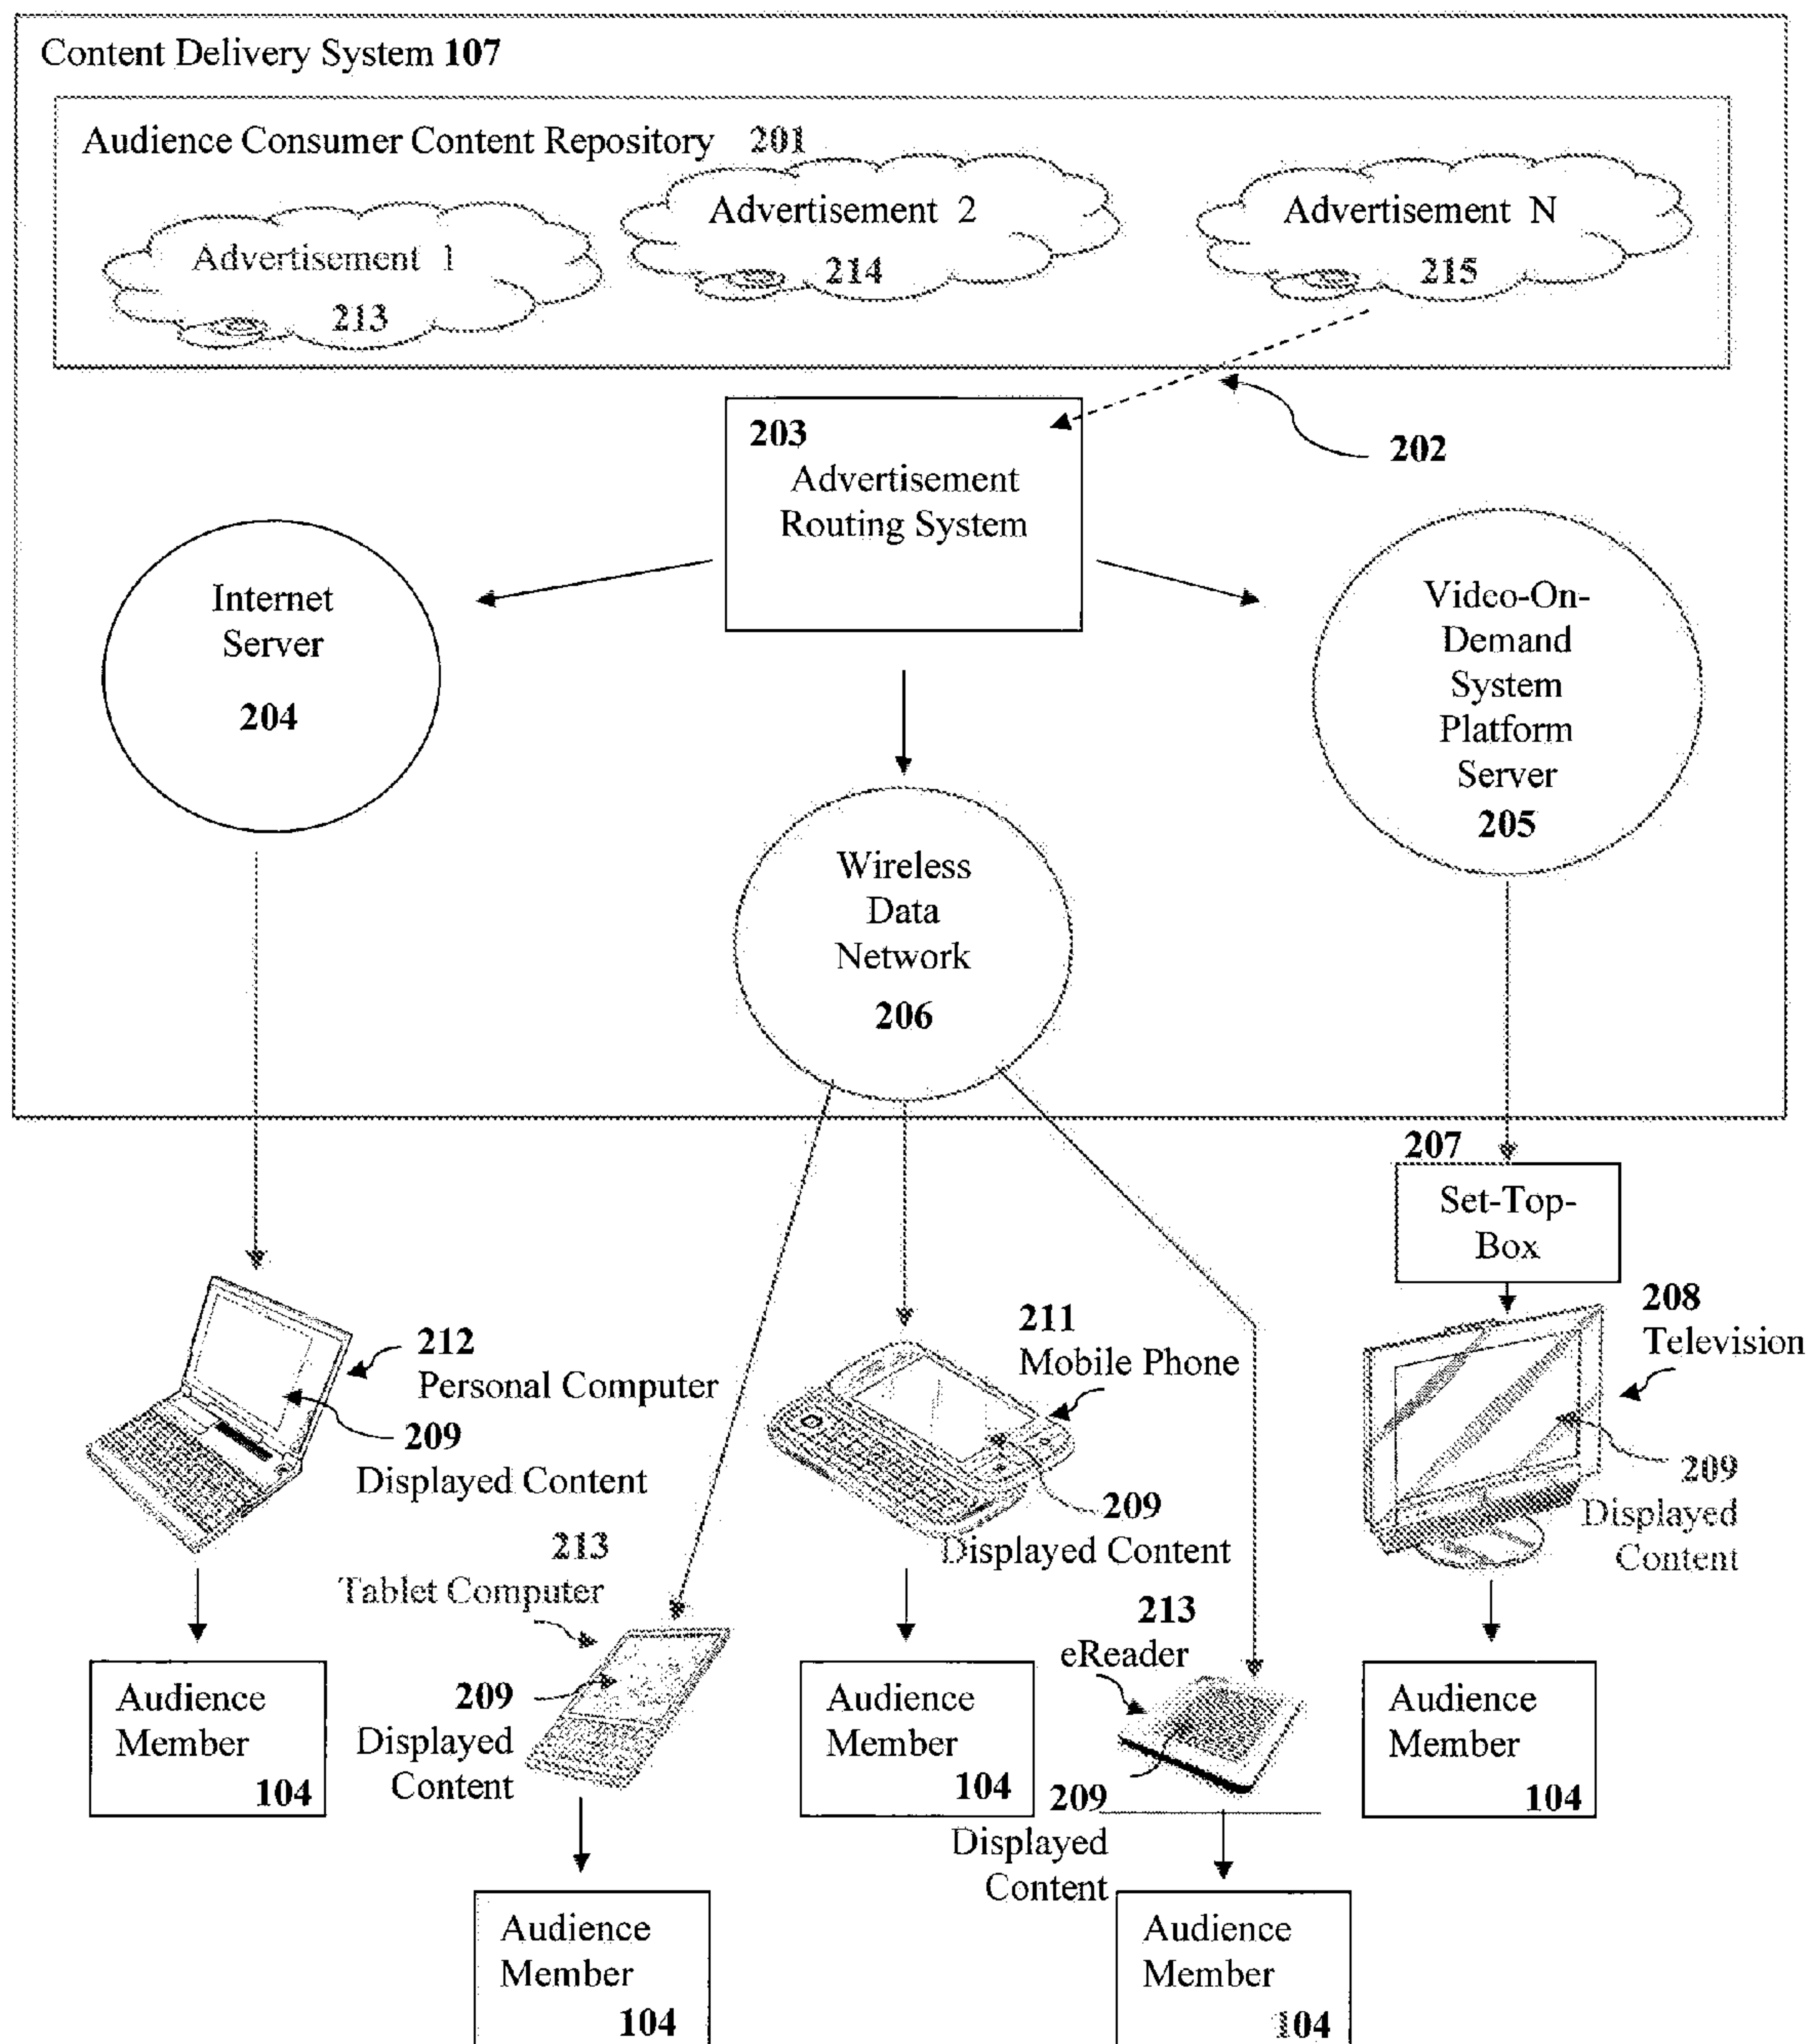 Content Delivery System 107
Audience Consumer Content Repository 201
Advertisement 1
213
Advertisement 2
214
Advertisement N
215
202
203
Advertisement
Routing System
Internet
Server
204
Video-On-
Demand
System
Platform
Server
205
Wireless
Data
Network
206
207
Set-Top-
Box
208
Television
209
Displayed
Content
212
Personal Computer
209
Displayed Content
211
Mobile Phone
209
Displayed Content
213
Tablet Computer
209
Displayed
Content
213
eReader
209
Displayed
Content
Audience
Member
104
Audience
Member
104
Audience
Member
104
Audience
Member
104
Audience
Member
104